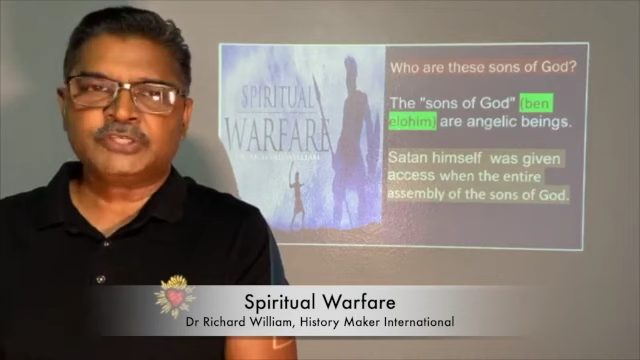 SPIRITUAL
WARFARE
WILLIAM
Who are these sons of God?
The "sons of God" (ben
elohim) are angelic beings.
Satan himself was given
access when the entire
assembly of the sons of God.
Spiritual Warfare
Dr Richard William, History Maker International